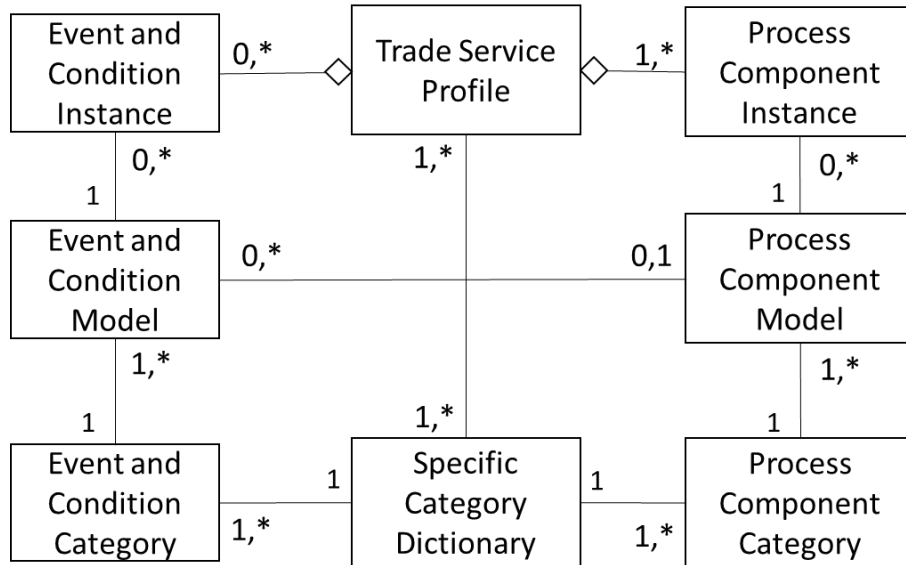 Event and
Condition
Instance
0,*
Trade Service
Profile
1,*
Process
Component
Instance
0,*
1
1,*
0,*
1
Event and
Condition
Model
0,*
0,1
Process
Component
Model
1,*
1
1,*
1,*
1
Event and
Condition
Category
1
1,*
Specific
Category
Dictionary
1
1,*
Process
Component
Category